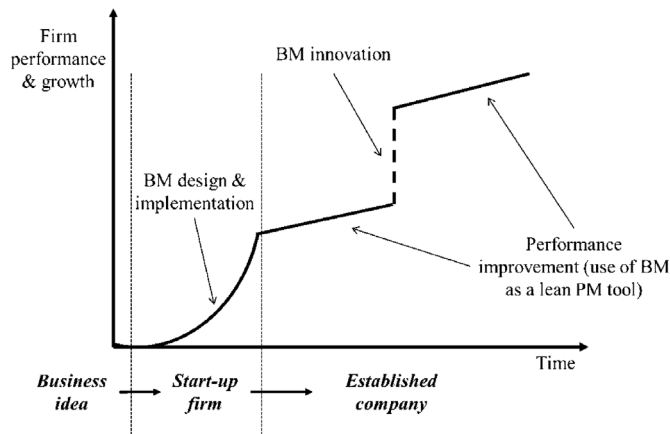 Firm
performance
& growth
BM innovation
BM design &
implementation
Performance
improvement (use of BM
as a lean PM tool)
Time
Business
idea
Start-up
firm
Established
company